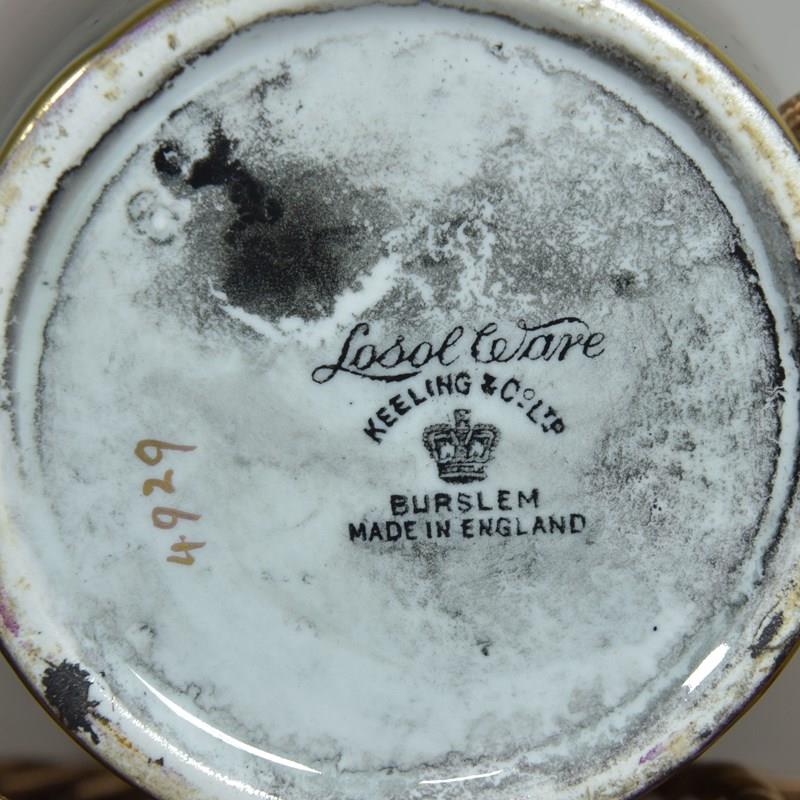 Losol Ware
KEELING & Co LTD
BURSLEM
MADE IN ENGLAND
4929